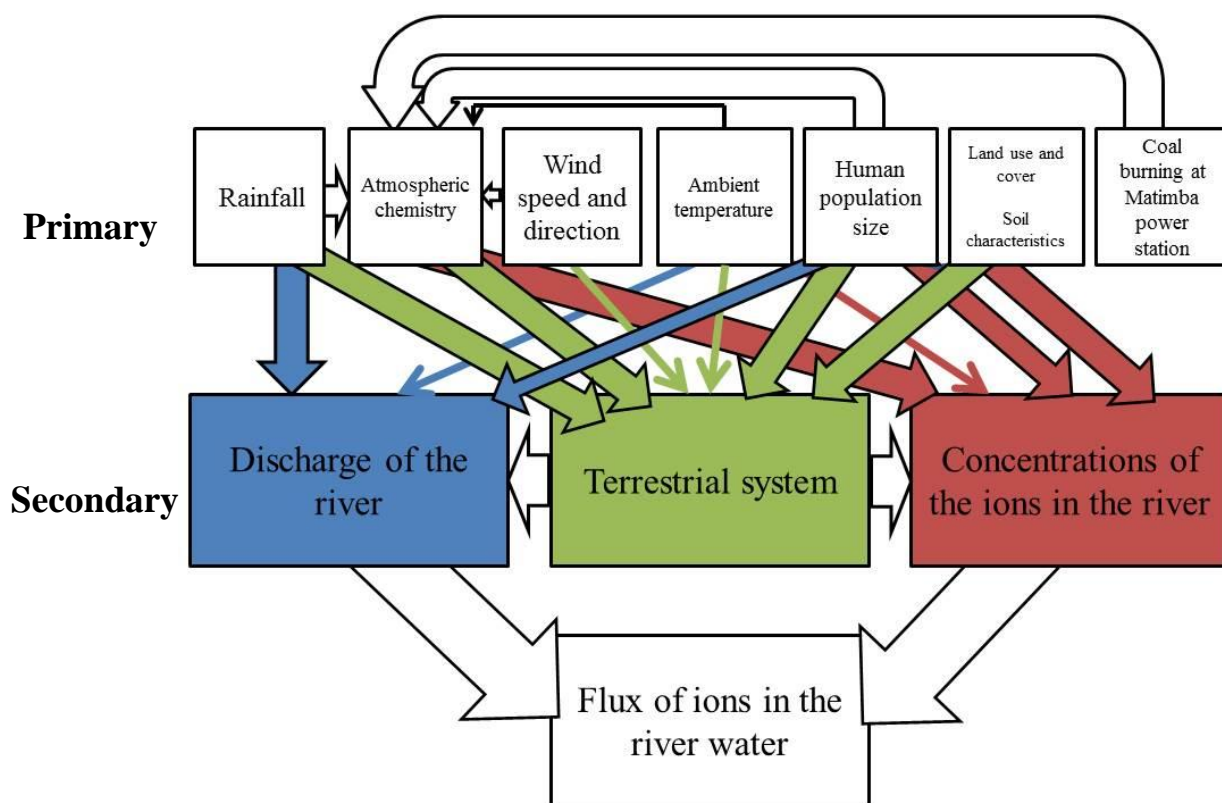 Primary
Rainfall
Atmospheric
chemistry
Wind
speed and
direction
Ambient
temperature
Human
population
size
Land use and
cover
Soil
characteristics
Coal
burning at
Matimba
power
station
Secondary
Discharge of the
river
Terrestrial system
Concentrations of
the ions in the river
Flux of ions in the
river water